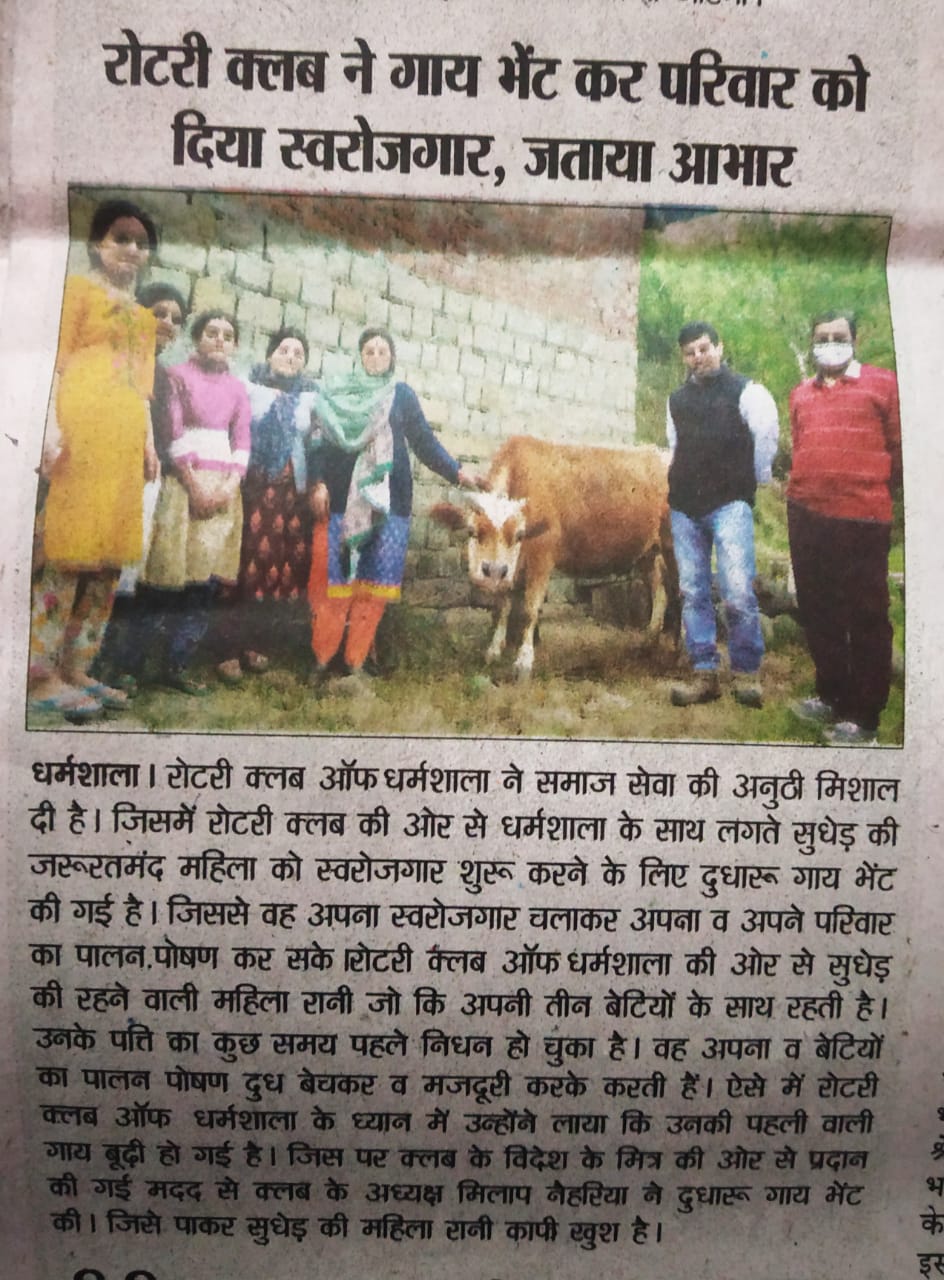 रोटरी क्लब ने गाय भेंट कर परिवार को
दिया स्वरोजगार, जताया आभार
धर्मशाला। रोटरी क्लब ऑफ धर्मशाला ने समाज सेवा की अनुठी मिशाल
दी है। जिसमें रोटरी क्लब की ओर से धर्मशाला के साथ लगते सुधेड़ की
जरूरतमंद महिला को स्वरोजगार शुरू करने के लिए दुधारू गाय भेंट
की गई है। जिससे वह अपना स्वरोजगार चलाकर अपना व अपने परिवार
का पालन.पोषण कर सके।रोटरी क्लब ऑफ धर्मशाला की ओर से सुधेड़
की रहने वाली महिला रानी जो कि अपनी तीन बेटियों के साथ रहती है।
उनके पत्ति का कुछ समय पहले निधन हो चुका है। वह अपना व बेटियों
का पालन पोषण दुध बेचकर व मजदूरी करके करती हैं। ऐसे में रोटरी
क्लब ऑफ धर्मशाला के ध्यान में उन्होंने लाया कि उनकी पहली वाली
गाय बूढ़ी हो गई है। जिस पर क्लब के विदेश के मित्र की ओर से प्रदान
की गई मदद से क्लब के अध्यक्ष मिलाप नैहरिया ने दुधारू गाय भेंट
की। जिसे पाकर सुधेड़ की महिला रानी कापी खुश है।
भ
के
इस